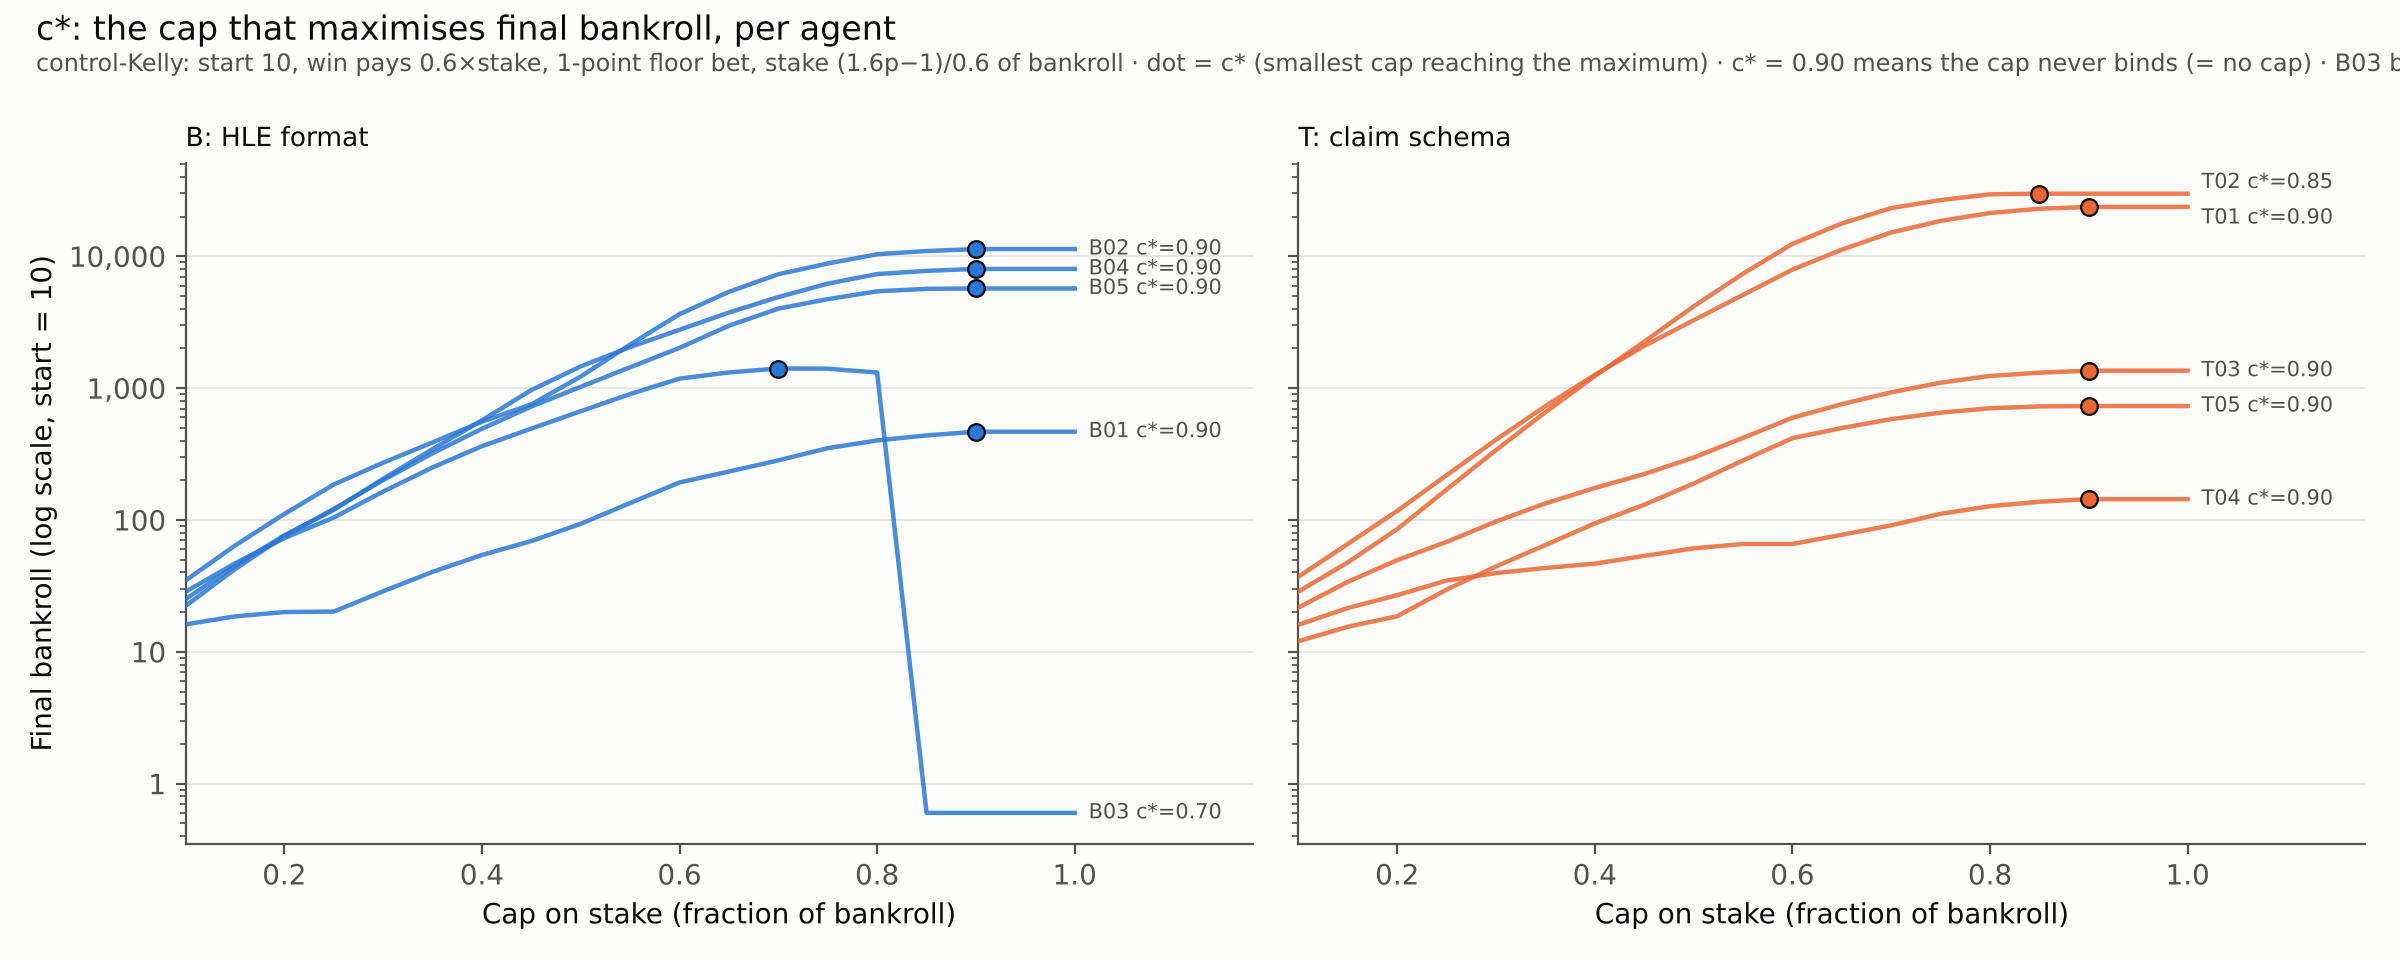 c*: the cap that maximises final bankroll, per agent
control-Kelly: start 10, win pays 0.6×stake, 1-point floor bet, stake (1.6p−1)/0.6 of bankroll · dot = c* (smallest cap reaching the maximum) · c* = 0.90 means the cap never binds (= no cap) · B03 b
B: HLE format
Final bankroll (log scale, start = 10)
10,000
1,000
100
10
1
B02 c*=0.90
B04 c*=0.90
B05 c*=0.90
B01 c*=0.90
B03 c*=0.70
0.2
0.4
0.6
0.8
1.0
Cap on stake (fraction of bankroll)
T: claim schema
T02 c*=0.85
T01 c*=0.90
T03 c*=0.90
T05 c*=0.90
T04 c*=0.90
0.2
0.4
0.6
0.8
1.0
Cap on stake (fraction of bankroll)